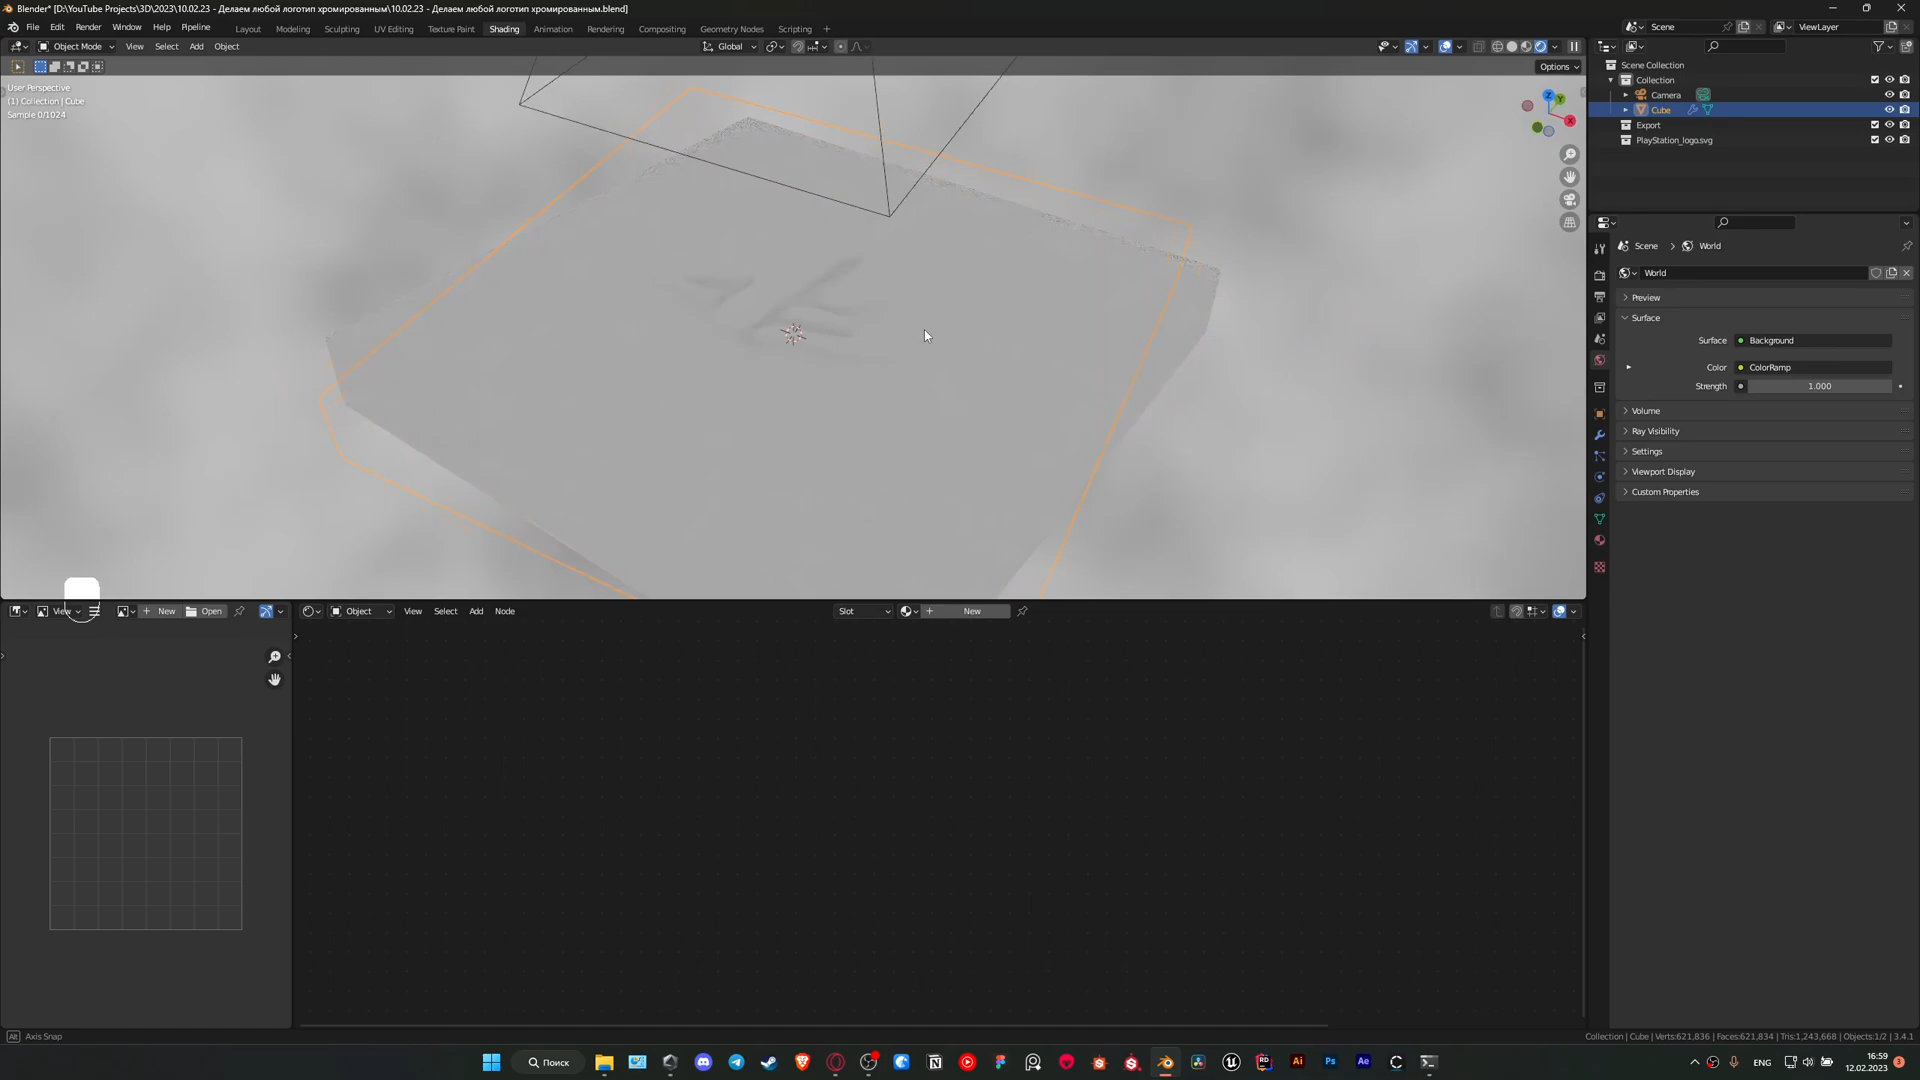 Blender* [D:\YouTube Projects\3D\2023\10.02.23 - Делаем любой логотип хромированным\10.02.23 - Делаем любой логотип хромированным.blend]
File Edit Render Window Help Pipeline
Layout Modeling Sculpting UV Editing Texture Paint Shading Animation Rendering Compositing Geometry Nodes Scripting +
Scene
ViewLayer
Object Mode View Select Add Object
Global
Options
User Perspective
(1) Collection | Cube
Sample 0/1024
Z
Y
X
Scene Collection
Collection
Camera
Cube
Export
PlayStation_logo.svg
Scene > World
World
Preview
Surface
Surface Background
Color ColorRamp
Strength 1.000
Volume
Ray Visibility
Settings
Viewport Display
Custom Properties
View New Open
Object View Select Add Node
Slot
New
Alt Axis Snap
Collection | Cube | Verts:621,836 | Faces:621,834 | Tris:1,243,668 | Objects:1/2 | 3.4.1
Поиск
RD
Ai
Ps
Ae
ENG
16:59
12.02.2023
3